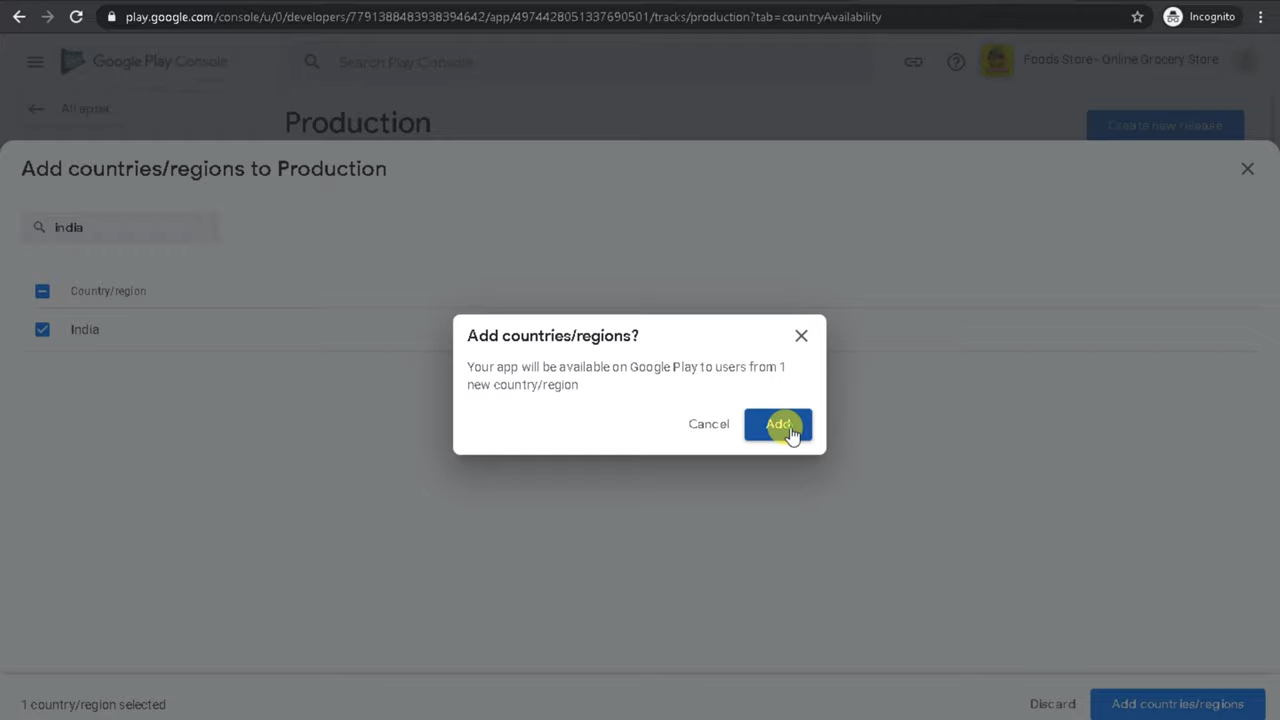 play.google.com/console/u/0/developers/7791388483938394642/app/4974428051337690501/tracks/production?tab=countryAvailability
Incognito
Google Play Console
Search Play Console
Foods Store - Online Grocery Store
All apps
Production
Create new release
Add countries/regions to Production
india
Country/region
India
Add countries/regions?
Your app will be available on Google Play to users from 1
new country/region
Cancel
Add
1 country/region selected
Discard
Add countries/regions